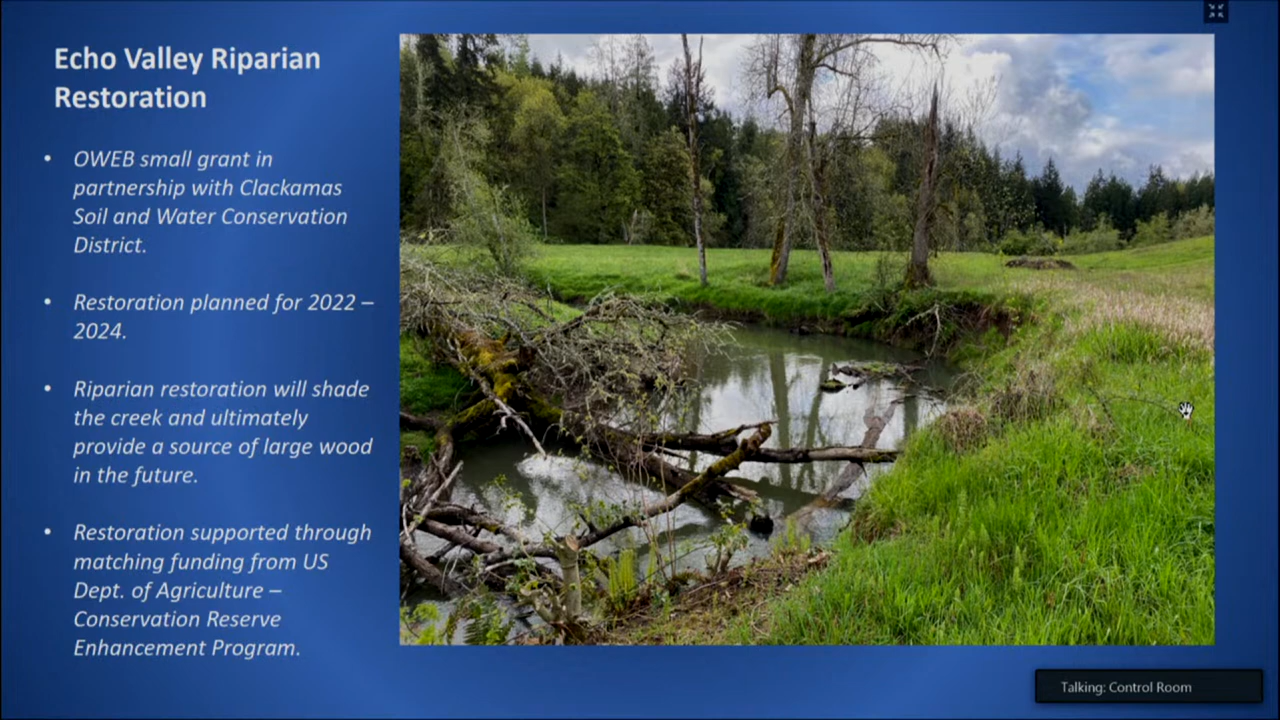 Echo Valley Riparian
Restoration
• OWEB small grant in
partnership with Clackamas
Soil and Water Conservation
District.
• Restoration planned for 2022 –
2024.
• Riparian restoration will shade
the creek and ultimately
provide a source of large wood
in the future.
• Restoration supported through
matching funding from US
Dept. of Agriculture –
Conservation Reserve
Enhancement Program.
Talking: Control Room